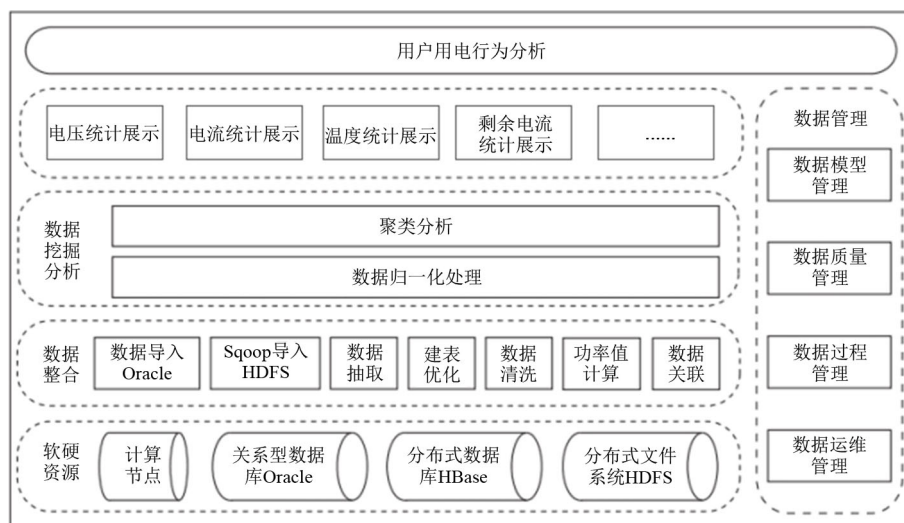 用户用电行为分析
电压统计展示
电流统计展示
温度统计展示
剩余电流
统计展示
......
数据
挖掘
分析
聚类分析
数据归一化处理
数据
整合
数据导入
Oracle
Sqoop导入
HDFS
数据
抽取
建表
优化
数据
清洗
功率值
计算
数据
关联
软硬
资源
计算
节点
关系型数据
库Oracle
分布式数据
库HBase
分布式文件
系统HDFS
数据管理
数据模型
管理
数据质量
管理
数据过程
管理
数据运维
管理